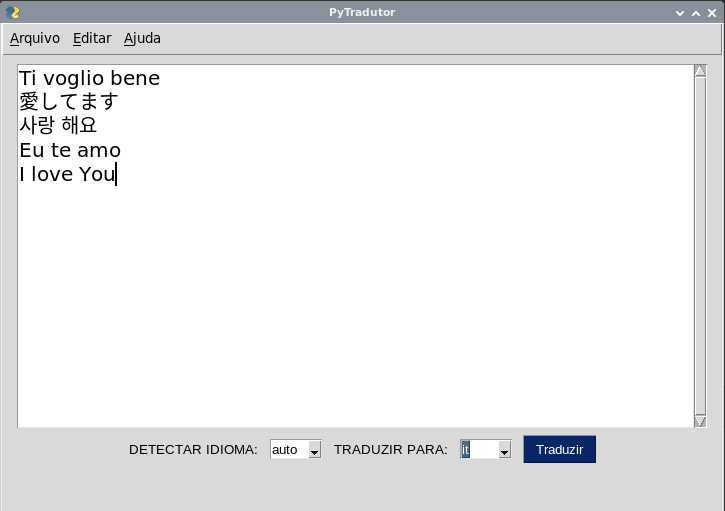 PyTradutor
Arquivo Editar Ajuda
Ti voglio bene
愛してます
사랑 해요
Eu te amo
I love You
DETECTAR IDIOMA: auto TRADUZIR PARA: it Traduzir